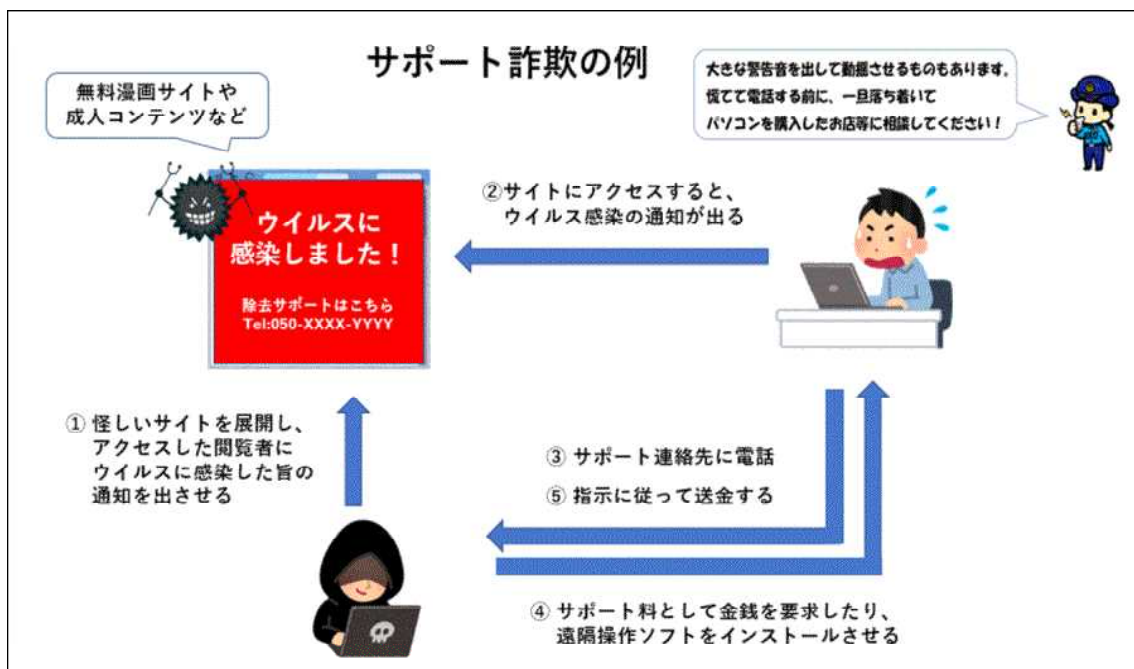 サポート詐欺の例
無料漫画サイトや
成人コンテンツなど
大きな警告音を出して動揺させるものもあります。
慌てて電話する前に、一旦落ち着いて
パソコンを購入したお店等に相談してください!
ウイルスに
感染しました!
除去サポートはこちら
Tel:050-XXXX-YYYY
②サイトにアクセスすると、
ウイルス感染の通知が出る
① 怪しいサイトを展開し、
アクセスした閲覧者に
ウイルスに感染した旨の
通知を出させる
③ サポート連絡先に電話
⑤ 指示に従って送金する
④ サポート料として金銭を要求したり、
遠隔操作ソフトをインストールさせる